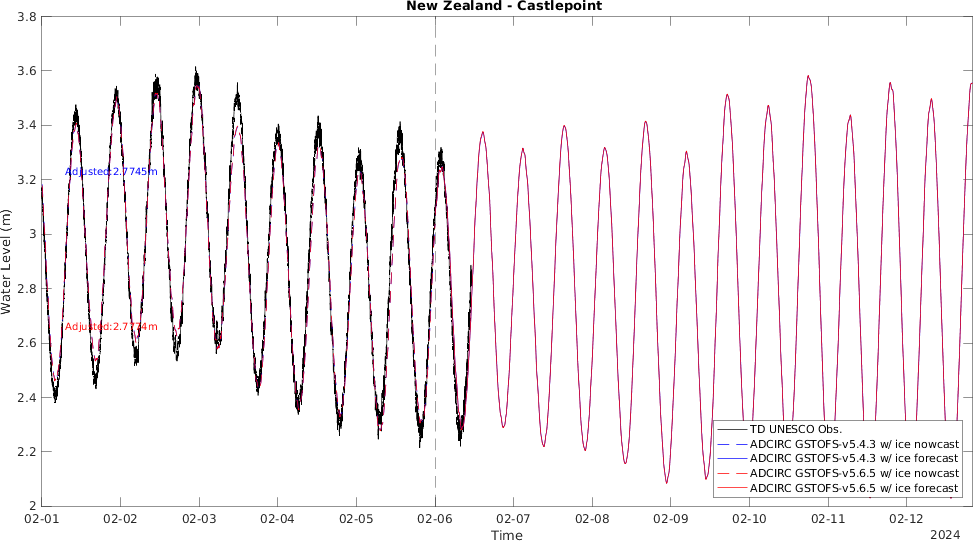 New Zealand - Castlepoint
3.8
3.6
3.4
3.2
3
2.8
2.6
2.4
2.2
2
Water Level (m)
Adjusted:2.7745m
Adjusted:2.7774m
TD UNESCO Obs.
ADCIRC GSTOFS-v5.4.3 w/ ice nowcast
ADCIRC GSTOFS-v5.4.3 w/ ice forecast
ADCIRC GSTOFS-v5.6.5 w/ ice nowcast
ADCIRC GSTOFS-v5.6.5 w/ ice forecast
02-01 02-02 02-03 02-04 02-05 02-06 02-07 02-08 02-09 02-10 02-11 02-12
Time
2024